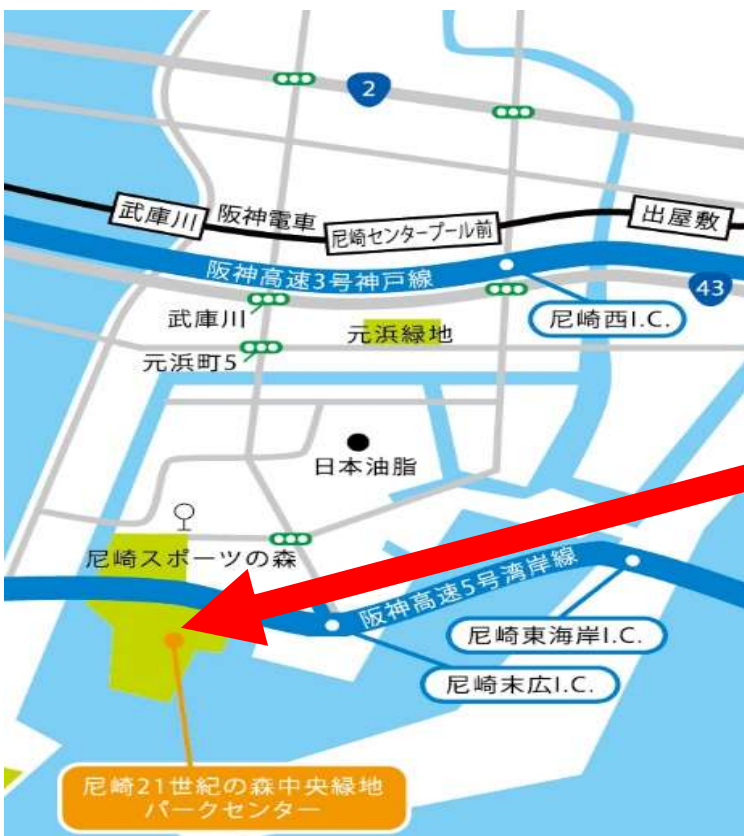 2
武庫川
阪神電車
尼崎センタープール前
出屋敷
阪神高速3号神戸線
43
武庫川
尼崎西I.C.
元浜緑地
元浜町5
日本油脂
尼崎スポーツの森
阪神高速5号湾岸線
尼崎東海岸I.C.
尼崎末広I.C.
尼崎21世紀の森中央緑地
パークセンター